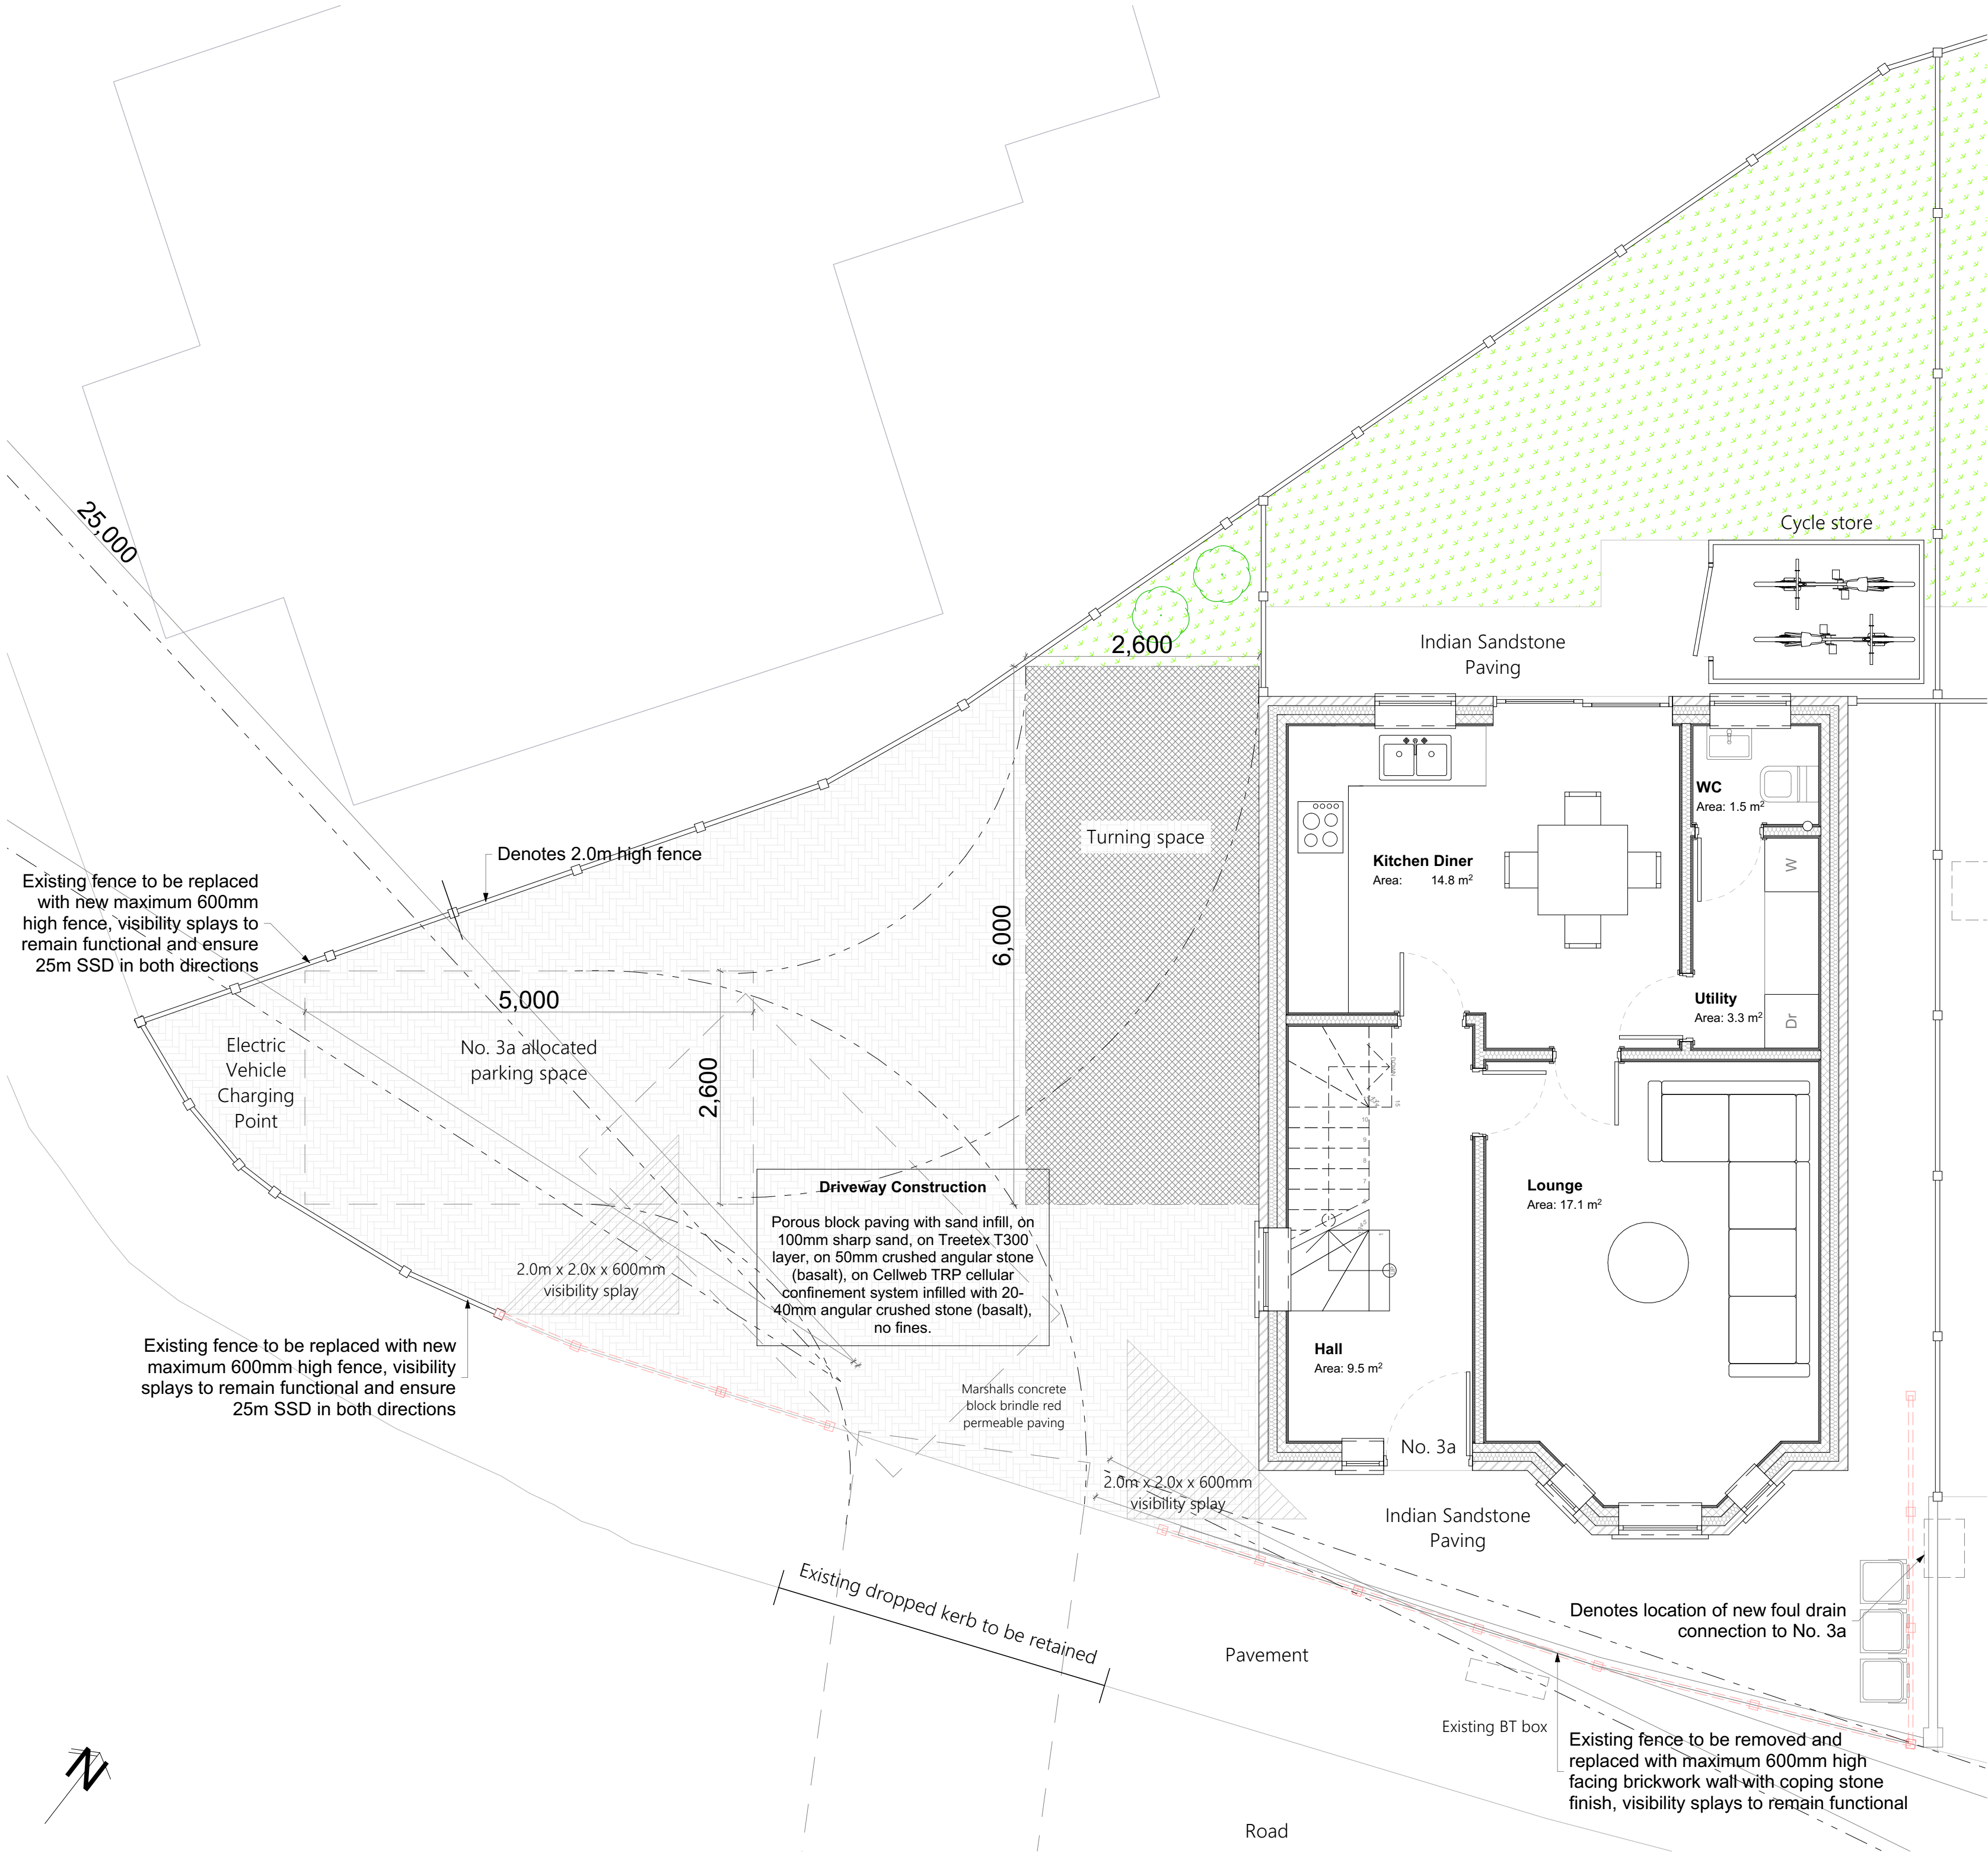 25,000
Cycle store
Indian Sandstone
Paving
2,600
Turning space
6,000
WC
Area: 1.5 m²
Kitchen Diner
Area: 14.8 m²
W
Utility
Area: 3.3 m²
Dr
Denotes 2.0m high fence
Existing fence to be replaced
with new maximum 600mm
high fence, visibility splays to
remain functional and ensure
25m SSD in both directions
5,000
Electric
Vehicle
Charging
Point
No. 3a allocated
parking space
2,600
Driveway Construction
Porous block paving with sand infill, on
100mm sharp sand, on Treetex T300
layer, on 50mm crushed angular stone
(basalt), on Cellweb TRP cellular
confinement system infilled with 20-
40mm angular crushed stone (basalt),
no fines.
2.0m x 2.0x x 600mm
visibility splay
Lounge
Area: 17.1 m²
Hall
Area: 9.5 m²
Existing fence to be replaced with new
maximum 600mm high fence, visibility
splays to remain functional and ensure
25m SSD in both directions
Marshalls concrete
block brindle red
permeable paving
No. 3a
2.0m x 2.0x x 600mm
visibility splay
Indian Sandstone
Paving
Existing dropped kerb to be retained
Denotes location of new foul drain
connection to No. 3a
Pavement
Existing BT box
Existing fence to be removed and
replaced with maximum 600mm high
facing brickwork wall with coping stone
finish, visibility splays to remain functional
N
Road